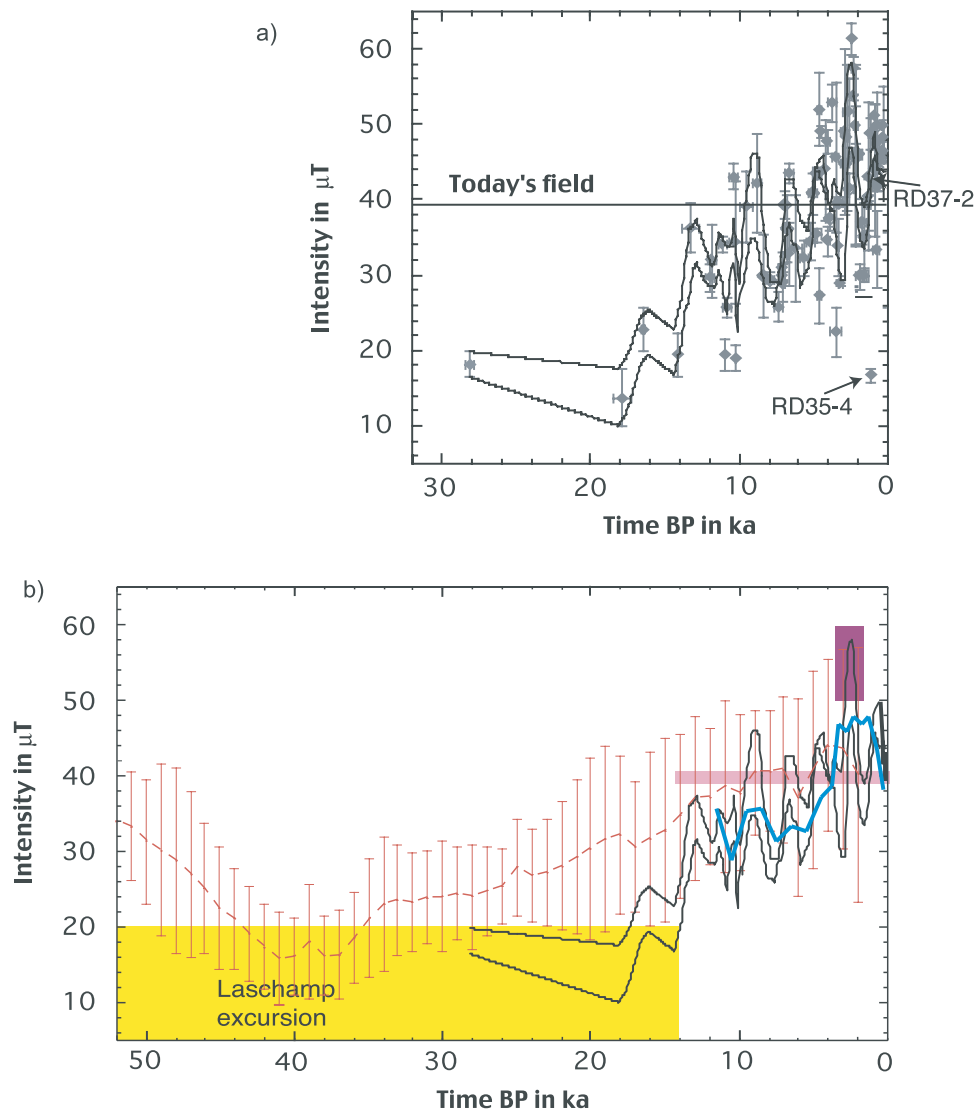 a)
60
50
40
30
20
10
Intensity in μT
Today's field
RD37-2
RD35-4
30 20 10 0
Time BP in ka
b)
60
50
40
30
20
10
Intensity in μT
Laschamp
excursion
50 40 30 20 10 0
Time BP in ka